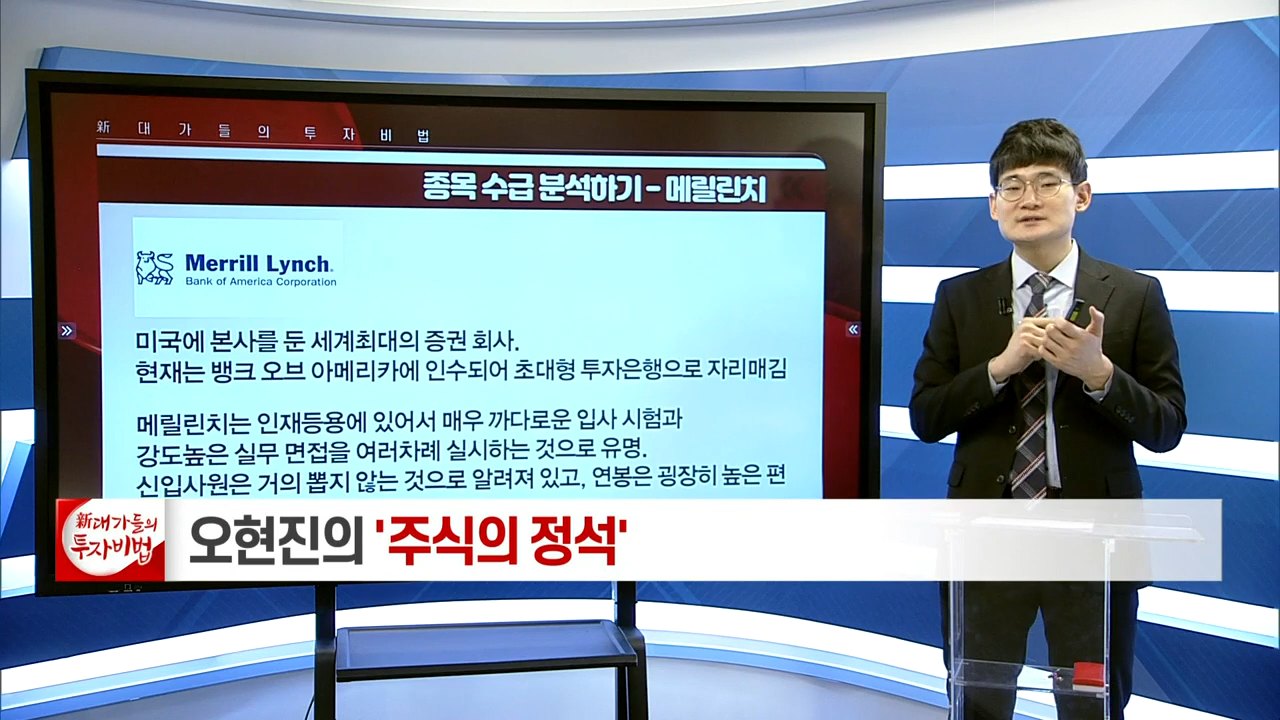 新 대 가 들 의 투 자 비 법
종목 수급 분석하기 - 메릴린치
Merrill Lynch
Bank of America Corporation
미국에 본사를 둔 세계최대의 증권 회사.
현재는 뱅크 오브 아메리카에 인수되어 초대형 투자은행으로 자리매김
메릴린치는 인재등용에 있어서 매우 까다로운 입사 시험과
강도높은 실무 면접을 여러차례 실시하는 것으로 유명.
신입사원은 거의 뽑지 않는 것으로 알려져 있고, 연봉은 굉장히 높은 편
新대가들의
투자비법
오현진의 '주식의 정석'